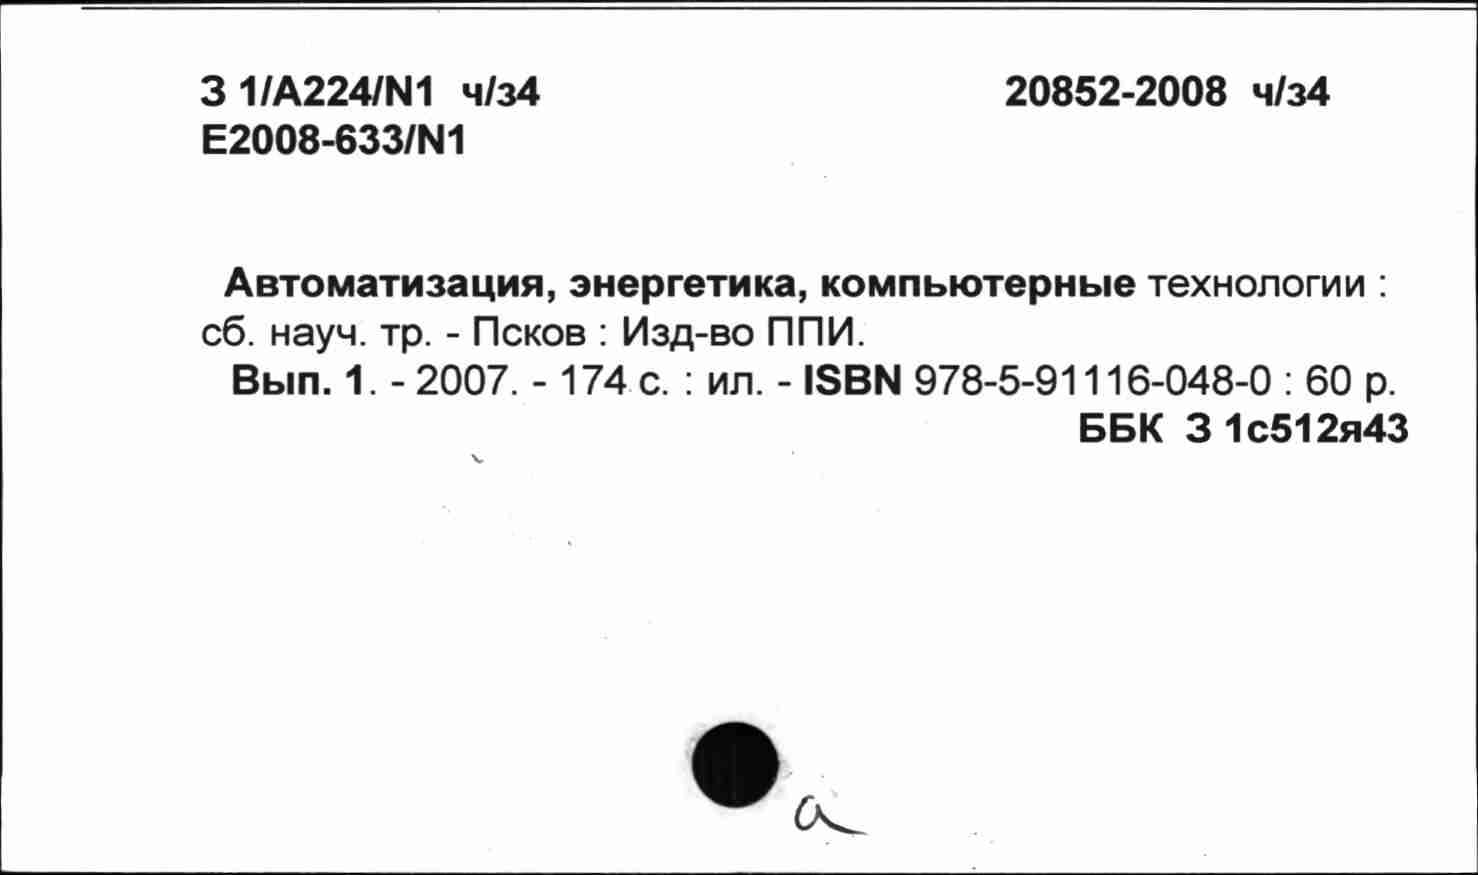 З 1/А224/N1 ч/з4 20852-2008 ч/з4
Е2008-633/N1
Автоматизация, энергетика, компьютерные технологии :
сб. науч. тр. - Псков : Изд-во ППИ.
Вып. 1. - 2007. - 174 с. : ил. - ISBN 978-5-91116-048-0 : 60 р.
ББК З 1с512я43
а